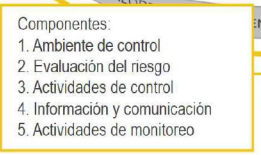 Componentes:
1. Ambiente de control
2. Evaluación del riesgo
3. Actividades de control
4. Información y comunicación
5. Actividades de monitoreo